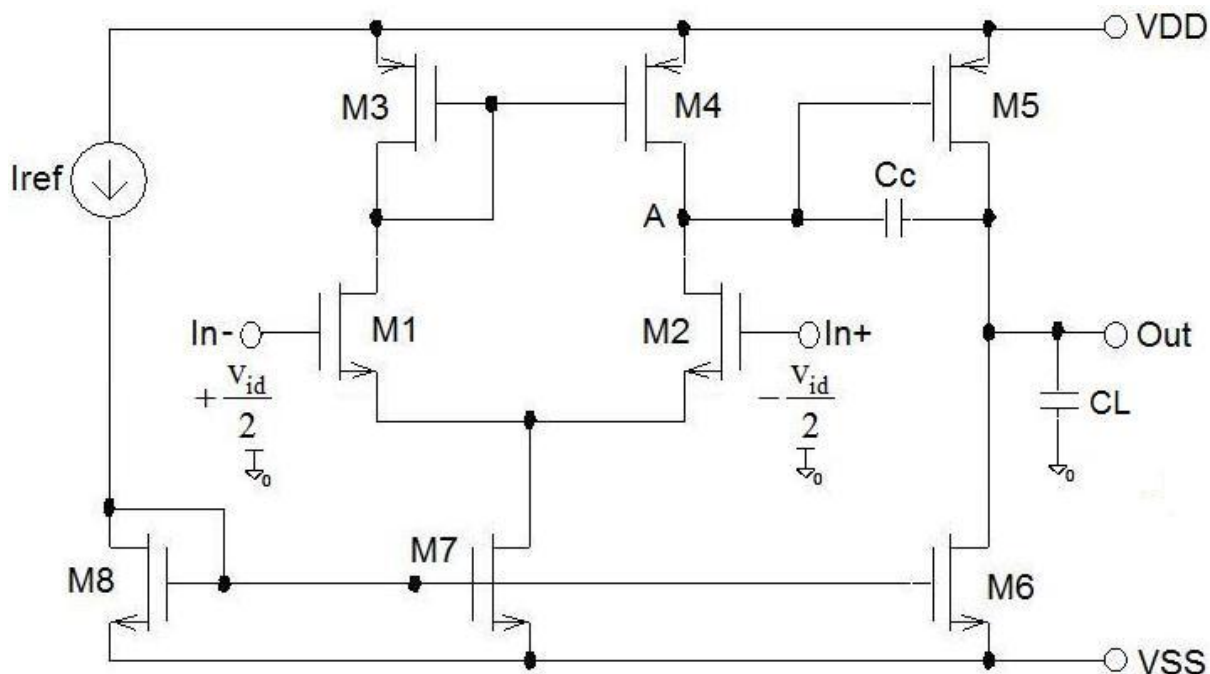 VDD
M3
M4
M5
Iref
Cc
A
In-
M1
M2
In+
Out
+ v_id/2
- v_id/2
CL
0
0
0
M7
M8
M6
VSS